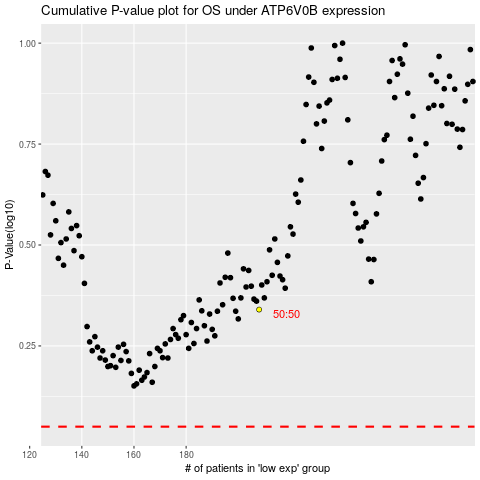 Cumulative P-value plot for OS under ATP6V0B expression
P-Value(log10)
1.00
0.75
0.50
0.25
50:50
120 140 160 180
# of patients in 'low exp' group